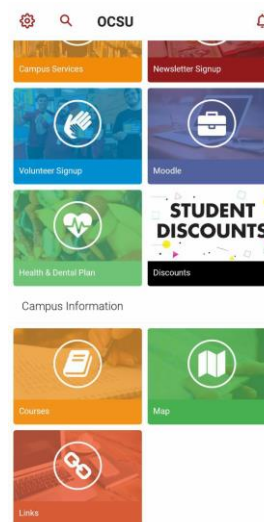 OCSU
Campus Services
Newsletter Signup
Volunteer Signup
Moodle
STUDENT
DISCOUNTS
Health & Dental Plan
Discounts
Campus Information
Courses
Map
Links